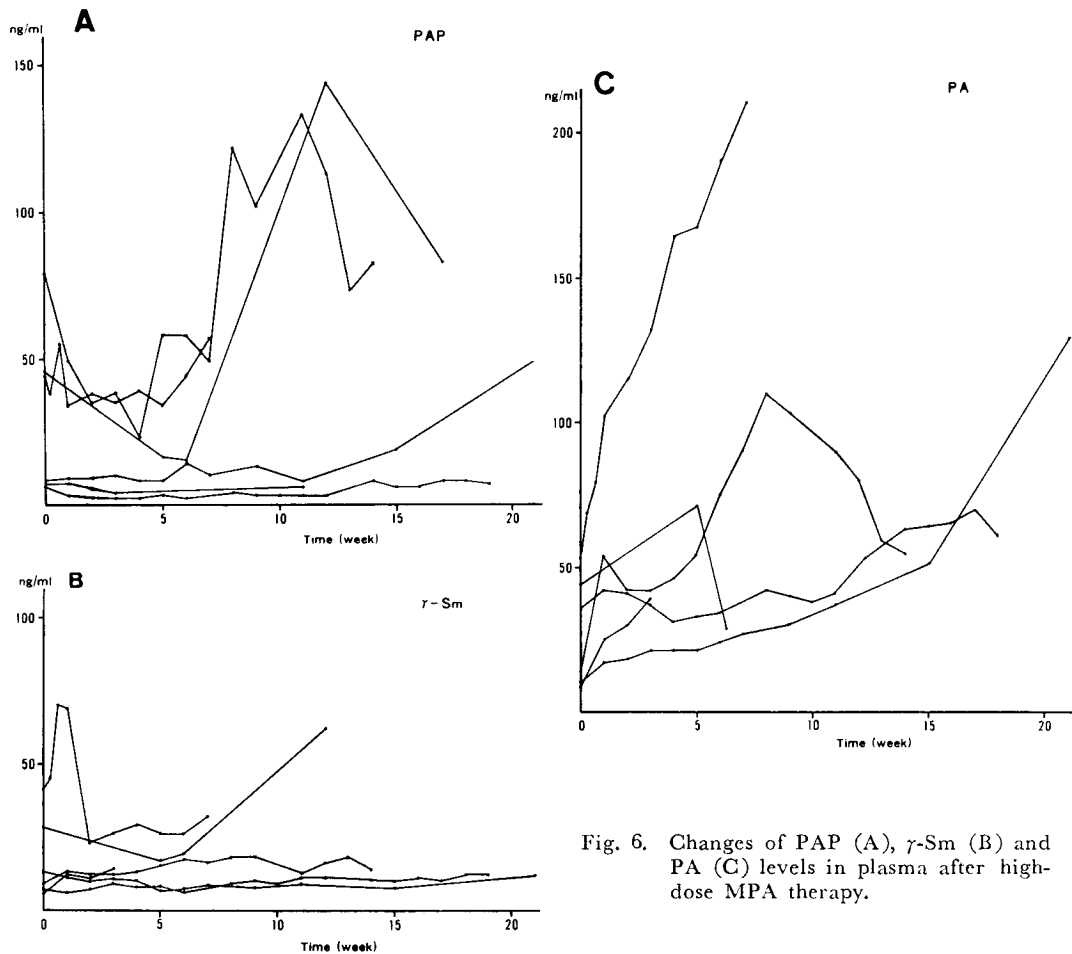 A
ng/ml
PAP
150
100
50
0
5
10
15
20
Time (week)
B
ng/ml
γ-Sm
100
50
0
5
10
15
20
Time (week)
C
ng/ml
PA
200
150
100
50
0
5
10
15
20
Time (week)
Fig. 6. Changes of PAP (A), γ-Sm (B) and
PA (C) levels in plasma after high-
dose MPA therapy.